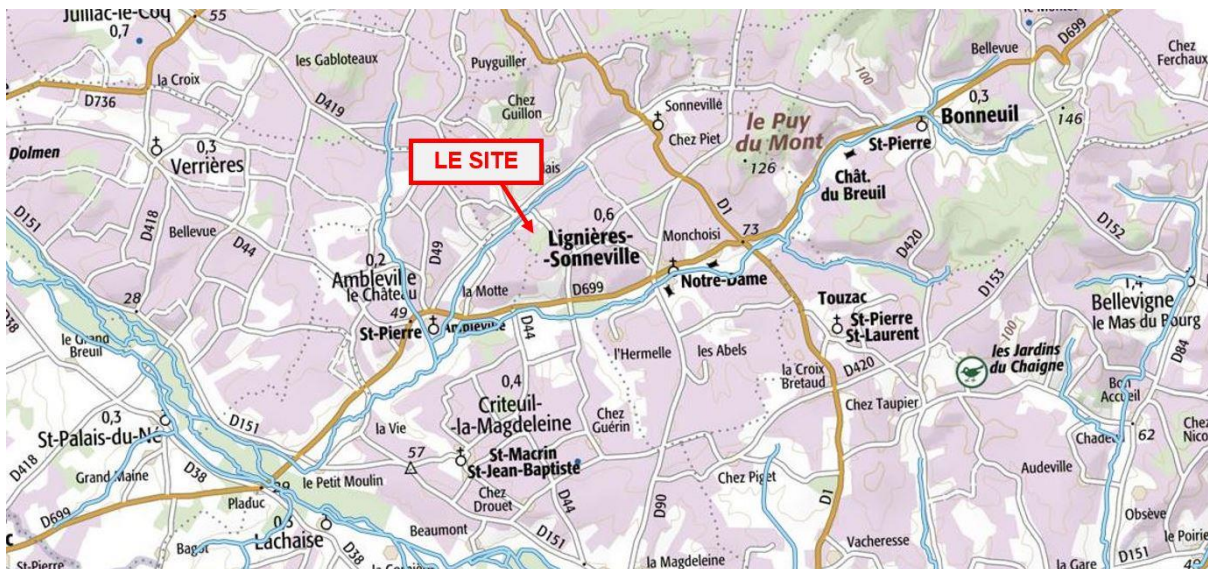 Juillac-le-Coq
0,7
55
la Croix
les Gabloteaux
Puyguiller
D736
D419
Chez
Guillon
Sonneville
Chez Piet
le Puy
du Mont
126
100
Bellevue
D699
Chez
Ferchaux
0,3
Bonneuil
146
St-Pierre
Chât.
du Breuil
Dolmen
0,3
Verrières
LE SITE
D151
D418
Bellevue
D44
D49
0,6
Lignières-
-Sonneville
Monchoisi
D1
73
D420
D152
D153
0,2
Ambleville
le Château
la Motte
D699
Notre-Dame
28
49
St-Pierre
Ambleville
D44
Touzac
St-Pierre
St-Laurent
100
1,4
Bellevigne
le Mas du Bourg
D38
le Grand
Breuil
l'Hermelle
les Abels
la Croix
Bretaud
D420
les Jardins
du Chaigne
D84
0,4
Criteuil-
-la-Magdeleine
Chez
Guérin
Chez Taupier
Bon
Accueil
0,3
St-Palais-du-Né
D151
la Vie
57
St-Macrin
St-Jean-Baptiste
62
Chez
D418
Grand Maine
D38
le Petit Moulin
Chez
Drouet
D44
D90
Chez Piget
D1
Audeville
D699
Pladuc
Lachaise
Beaumont
Obsève
D38
la Magdeleine
Vacheresse
D151
la Gare
St-Pierre